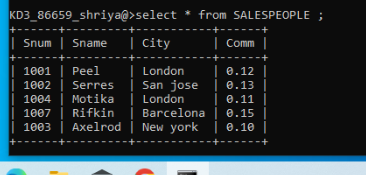 KD3_86659_shriya@>select * from SALESPEOPLE ;
+------+---------+-----------+------+
| Snum | Sname | City | Comm |
+------+---------+-----------+------+
| 1001 | Peel | London | 0.12 |
| 1002 | Serres | San jose | 0.13 |
| 1004 | Motika | London | 0.11 |
| 1007 | Rifkin | Barcelona | 0.15 |
| 1003 | Axelrod | New york | 0.10 |
+------+---------+-----------+------+